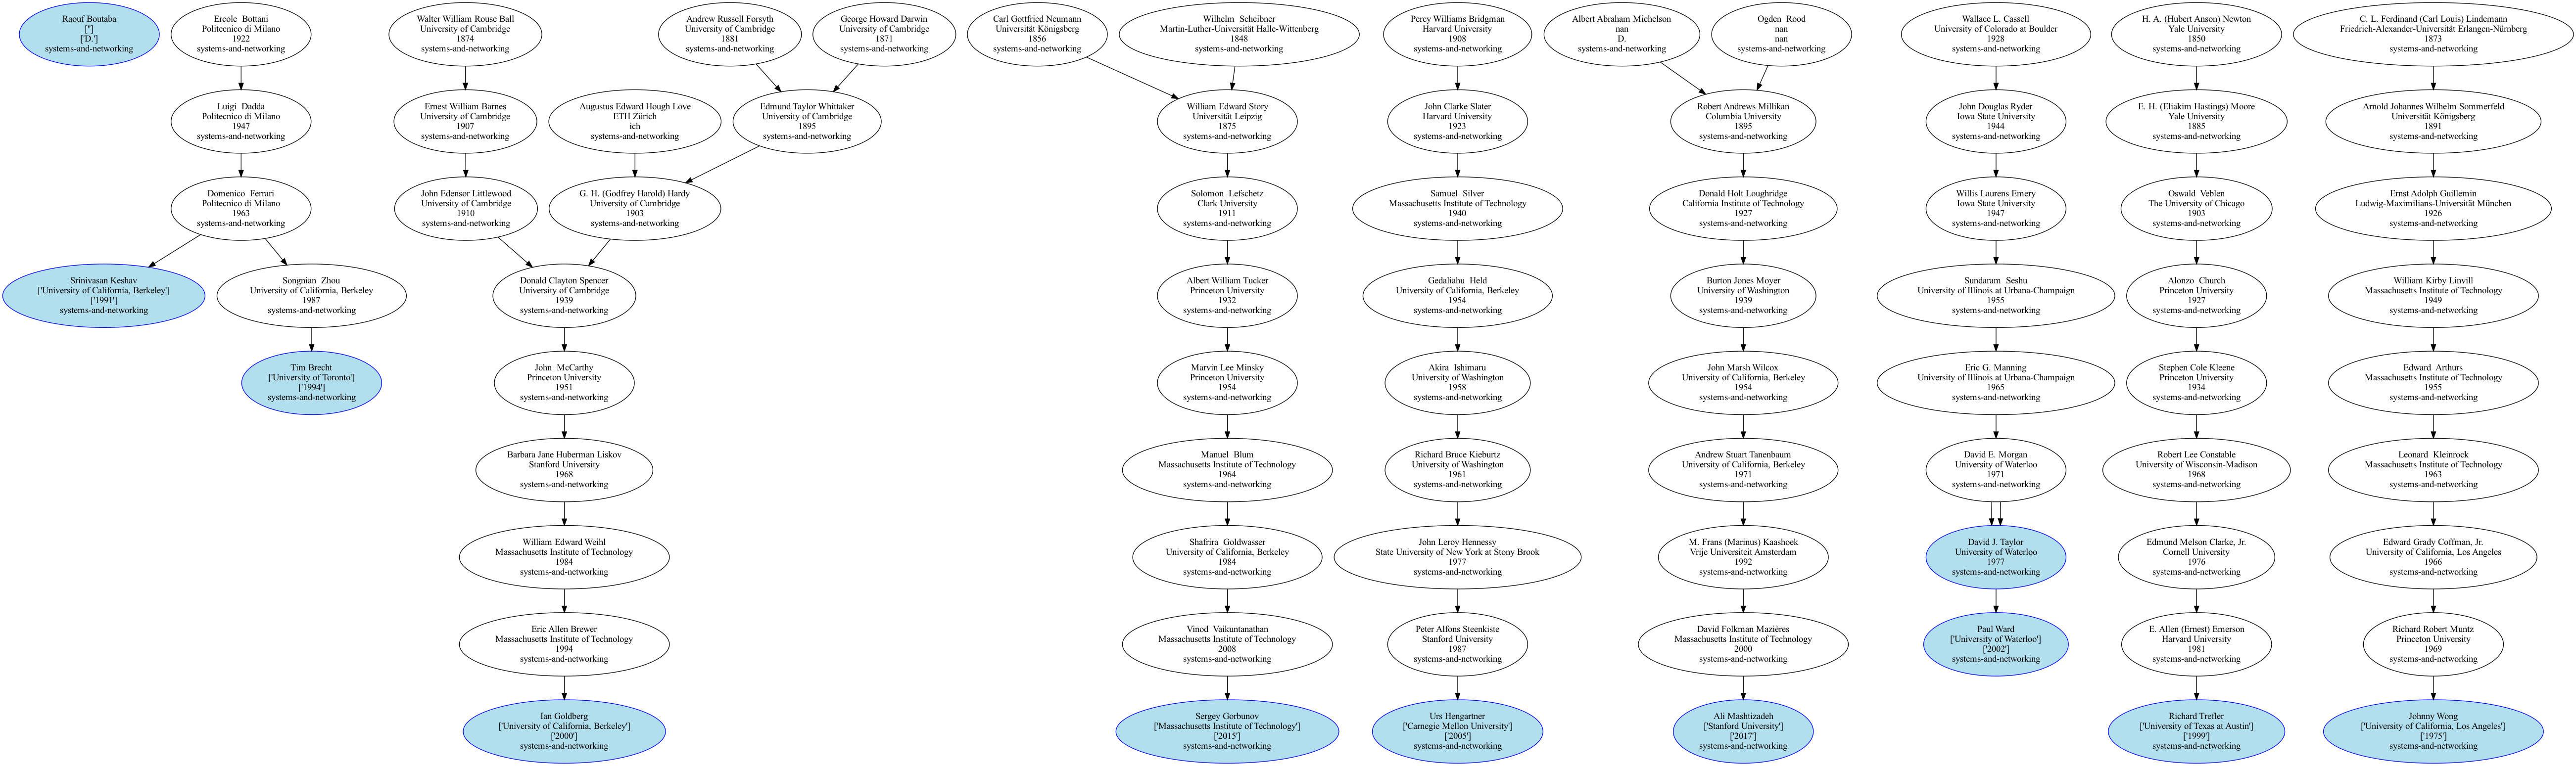 Raouf Boutaba
['']
['D.']
systems-and-networking
Ercole  Bottani
Politecnico di Milano
1922
systems-and-networking
Walter William Rouse Ball
University of Cambridge
1874
systems-and-networking
Andrew Russell Forsyth
University of Cambridge
1881
systems-and-networking
George Howard Darwin
University of Cambridge
1871
systems-and-networking
Carl Gottfried Neumann
Universität Königsberg
1856
systems-and-networking
Wilhelm  Scheibner
Martin-Luther-Universität Halle-Wittenberg
1848
systems-and-networking
Percy Williams Bridgman
Harvard University
1908
systems-and-networking
Albert Abraham Michelson
nan
D.
systems-and-networking
Ogden  Rood
nan
nan
systems-and-networking
Wallace L. Cassell
University of Colorado at Boulder
1928
systems-and-networking
H. A. (Hubert Anson) Newton
Yale University
1850
systems-and-networking
C. L. Ferdinand (Carl Louis) Lindemann
Friedrich-Alexander-Universität Erlangen-Nürnberg
1873
systems-and-networking
Luigi  Dadda
Politecnico di Milano
1947
systems-and-networking
Ernest William Barnes
University of Cambridge
1907
systems-and-networking
Augustus Edward Hough Love
ETH Zürich
ich
systems-and-networking
Edmund Taylor Whittaker
University of Cambridge
1895
systems-and-networking
William Edward Story
Universität Leipzig
1875
systems-and-networking
John Clarke Slater
Harvard University
1923
systems-and-networking
Robert Andrews Millikan
Columbia University
1895
systems-and-networking
John Douglas Ryder
Iowa State University
1944
systems-and-networking
E. H. (Eliakim Hastings) Moore
Yale University
1885
systems-and-networking
Arnold Johannes Wilhelm Sommerfeld
Universität Königsberg
1891
systems-and-networking
Domenico  Ferrari
Politecnico di Milano
1963
systems-and-networking
John Edensor Littlewood
University of Cambridge
1910
systems-and-networking
G. H. (Godfrey Harold) Hardy
University of Cambridge
1903
systems-and-networking
Solomon  Lefschetz
Clark University
1911
systems-and-networking
Samuel  Silver
Massachusetts Institute of Technology
1940
systems-and-networking
Donald Holt Loughridge
California Institute of Technology
1927
systems-and-networking
Willis Laurens Emery
Iowa State University
1947
systems-and-networking
Oswald  Veblen
The University of Chicago
1903
systems-and-networking
Ernst Adolph Guillemin
Ludwig-Maximilians-Universität München
1926
systems-and-networking
Srinivasan Keshav
['University of California, Berkeley']
['1991']
systems-and-networking
Songnian  Zhou
University of California, Berkeley
1987
systems-and-networking
Donald Clayton Spencer
University of Cambridge
1939
systems-and-networking
Albert William Tucker
Princeton University
1932
systems-and-networking
Gedaliahu  Held
University of California, Berkeley
1954
systems-and-networking
Burton Jones Moyer
University of Washington
1939
systems-and-networking
Sundaram  Seshu
University of Illinois at Urbana-Champaign
1955
systems-and-networking
Alonzo  Church
Princeton University
1927
systems-and-networking
William Kirby Linvill
Massachusetts Institute of Technology
1949
systems-and-networking
Tim Brecht
['University of Toronto']
['1994']
systems-and-networking
John  McCarthy
Princeton University
1951
systems-and-networking
Marvin Lee Minsky
Princeton University
1954
systems-and-networking
Akira  Ishimaru
University of Washington
1958
systems-and-networking
John Marsh Wilcox
University of California, Berkeley
1954
systems-and-networking
Eric G. Manning
University of Illinois at Urbana-Champaign
1965
systems-and-networking
Stephen Cole Kleene
Princeton University
1934
systems-and-networking
Edward  Arthurs
Massachusetts Institute of Technology
1955
systems-and-networking
Barbara Jane Huberman Liskov
Stanford University
1968
systems-and-networking
Manuel  Blum
Massachusetts Institute of Technology
1964
systems-and-networking
Richard Bruce Kieburtz
University of Washington
1961
systems-and-networking
Andrew Stuart Tanenbaum
University of California, Berkeley
1971
systems-and-networking
David E. Morgan
University of Waterloo
1971
systems-and-networking
Robert Lee Constable
University of Wisconsin-Madison
1968
systems-and-networking
Leonard  Kleinrock
Massachusetts Institute of Technology
1963
systems-and-networking
William Edward Weihl
Massachusetts Institute of Technology
1984
systems-and-networking
Shafrira  Goldwasser
University of California, Berkeley
1984
systems-and-networking
John Leroy Hennessy
State University of New York at Stony Brook
1977
systems-and-networking
M. Frans (Marinus) Kaashoek
Vrije Universiteit Amsterdam
1992
systems-and-networking
David J. Taylor
University of Waterloo
1977
systems-and-networking
Edmund Melson Clarke, Jr.
Cornell University
1976
systems-and-networking
Edward Grady Coffman, Jr.
University of California, Los Angeles
1966
systems-and-networking
Eric Allen Brewer
Massachusetts Institute of Technology
1994
systems-and-networking
Vinod  Vaikuntanathan
Massachusetts Institute of Technology
2008
systems-and-networking
Peter Alfons Steenkiste
Stanford University
1987
systems-and-networking
David Folkman Mazières
Massachusetts Institute of Technology
2000
systems-and-networking
Paul Ward
['University of Waterloo']
['2002']
systems-and-networking
E. Allen (Ernest) Emerson
Harvard University
1981
systems-and-networking
Richard Robert Muntz
Princeton University
1969
systems-and-networking
Ian Goldberg
['University of California, Berkeley']
['2000']
systems-and-networking
Sergey Gorbunov
['Massachusetts Institute of Technology']
['2015']
systems-and-networking
Urs Hengartner
['Carnegie Mellon University']
['2005']
systems-and-networking
Ali Mashtizadeh
['Stanford University']
['2017']
systems-and-networking
Richard Trefler
['University of Texas at Austin']
['1999']
systems-and-networking
Johnny Wong
['University of California, Los Angeles']
['1975']
systems-and-networking